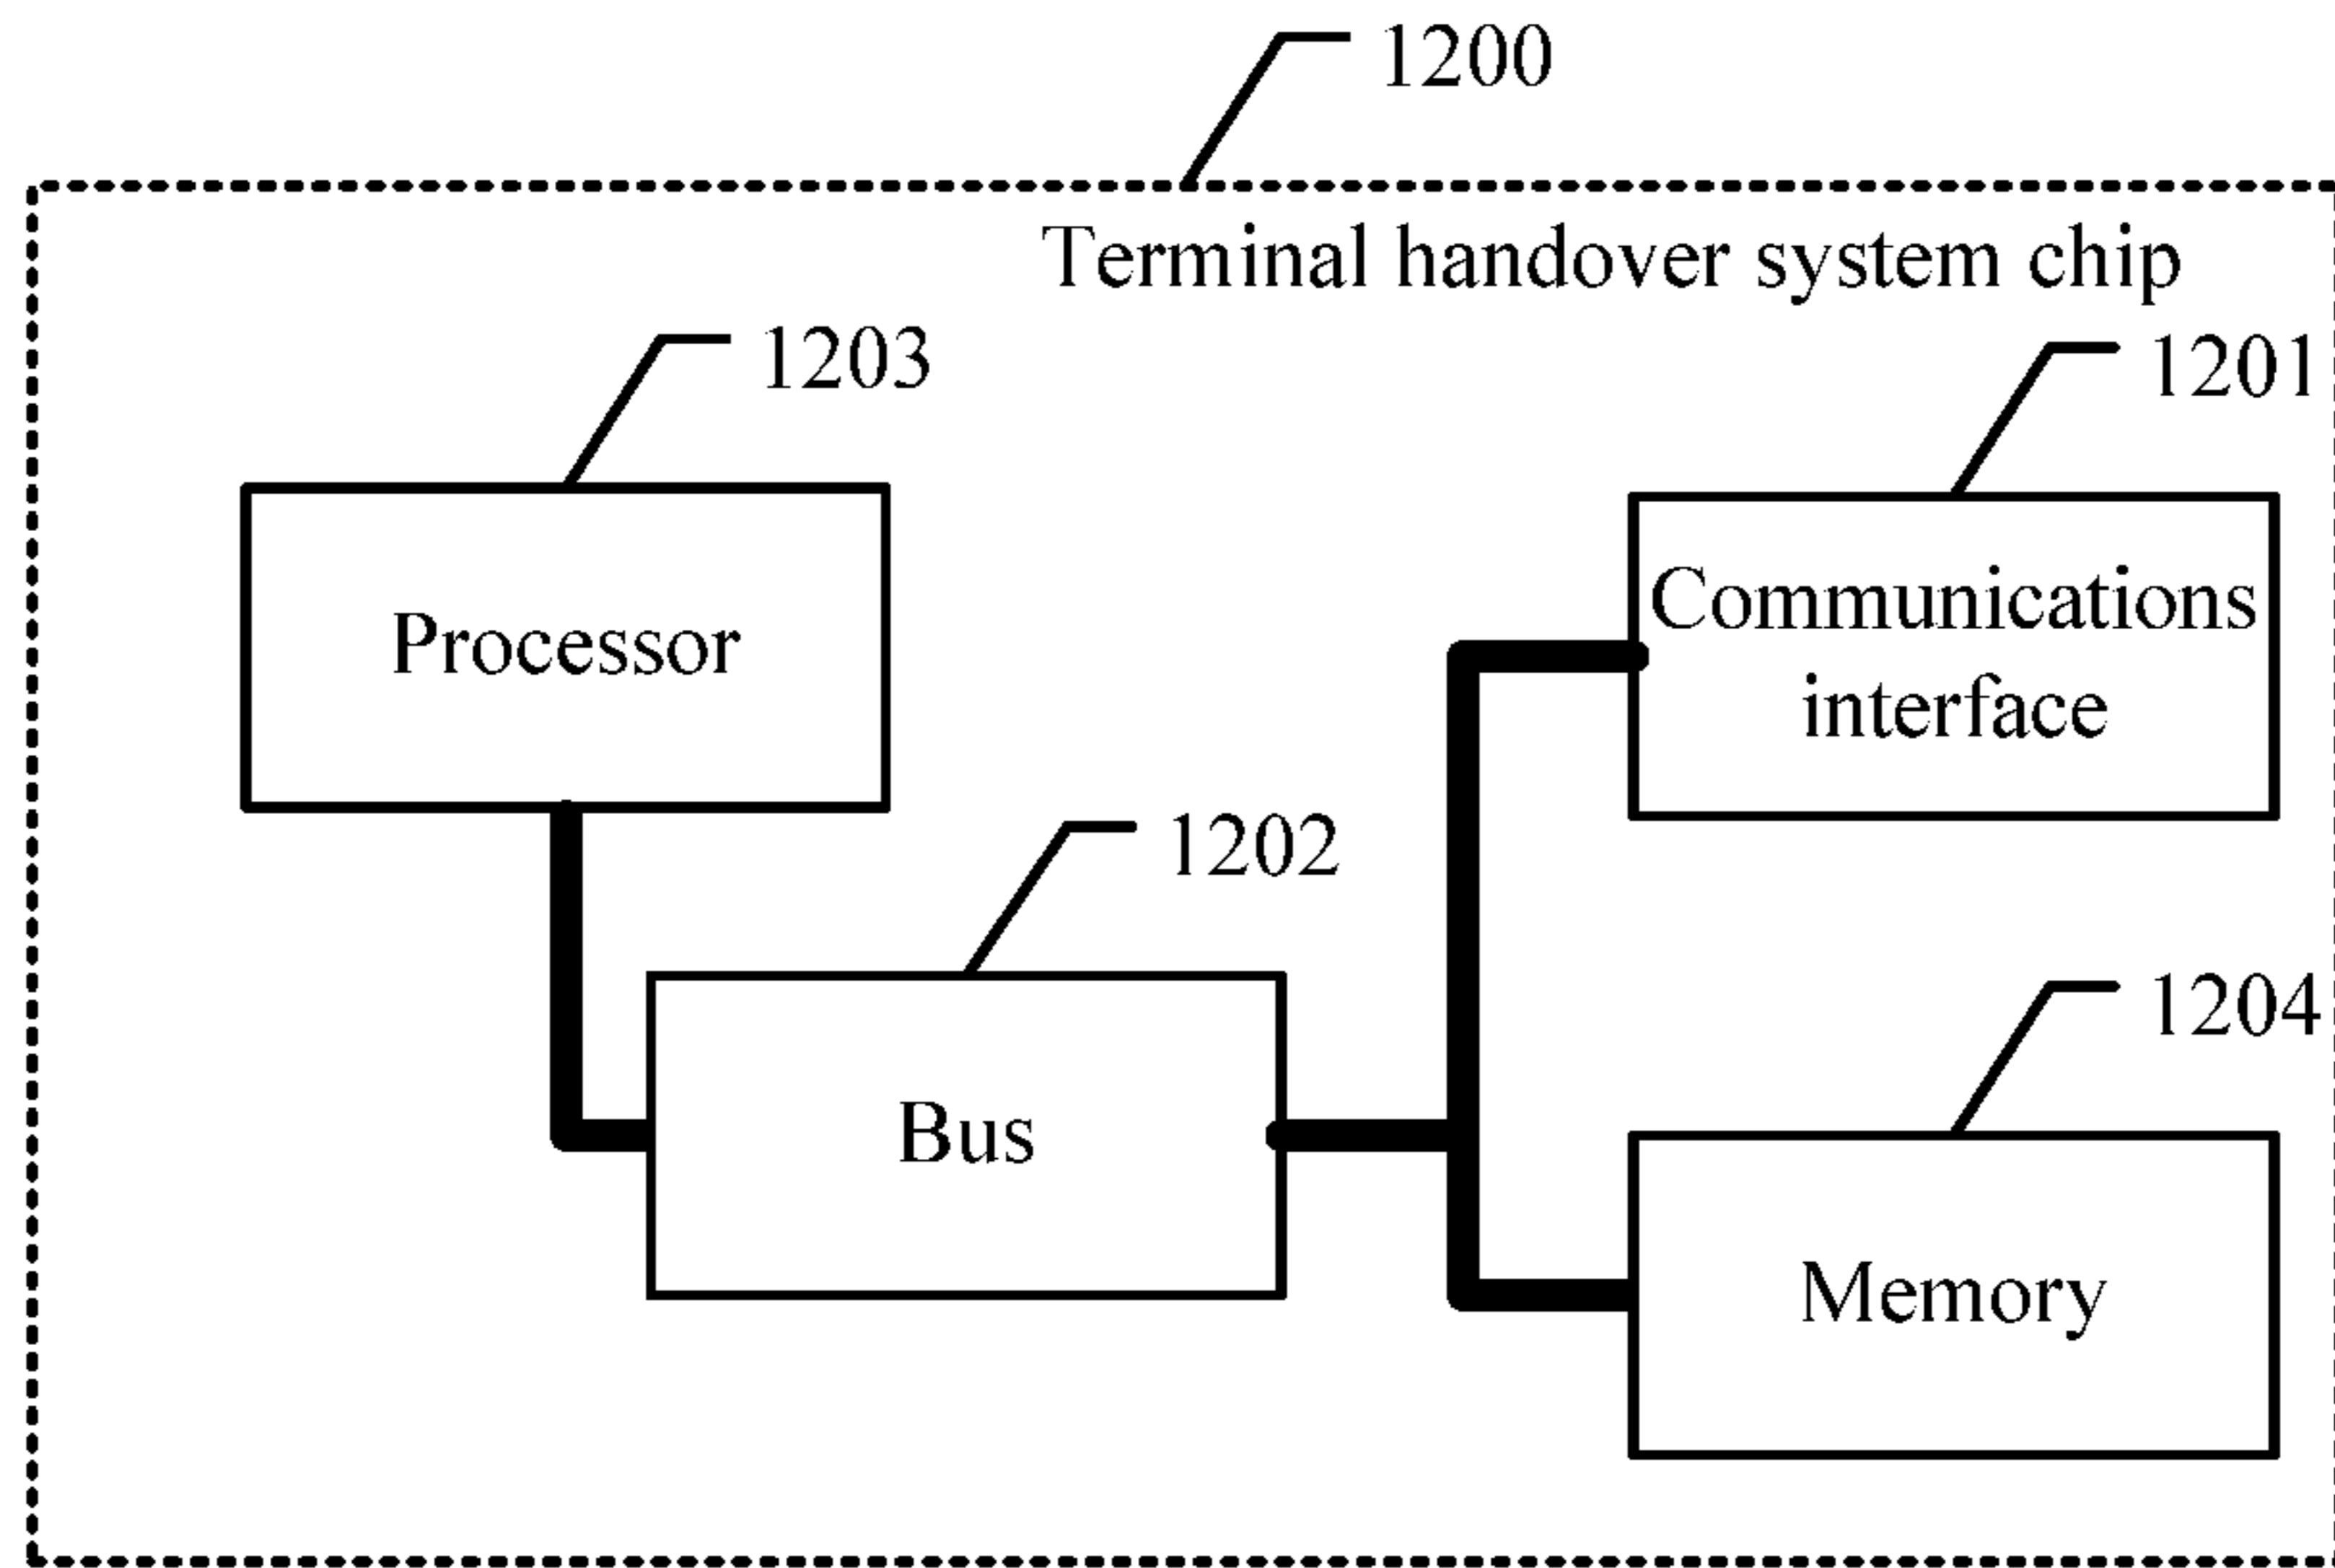 1200
Terminal handover system chip
1203
1201
Processor
Communications
interface
1202
Bus
1204
Memory